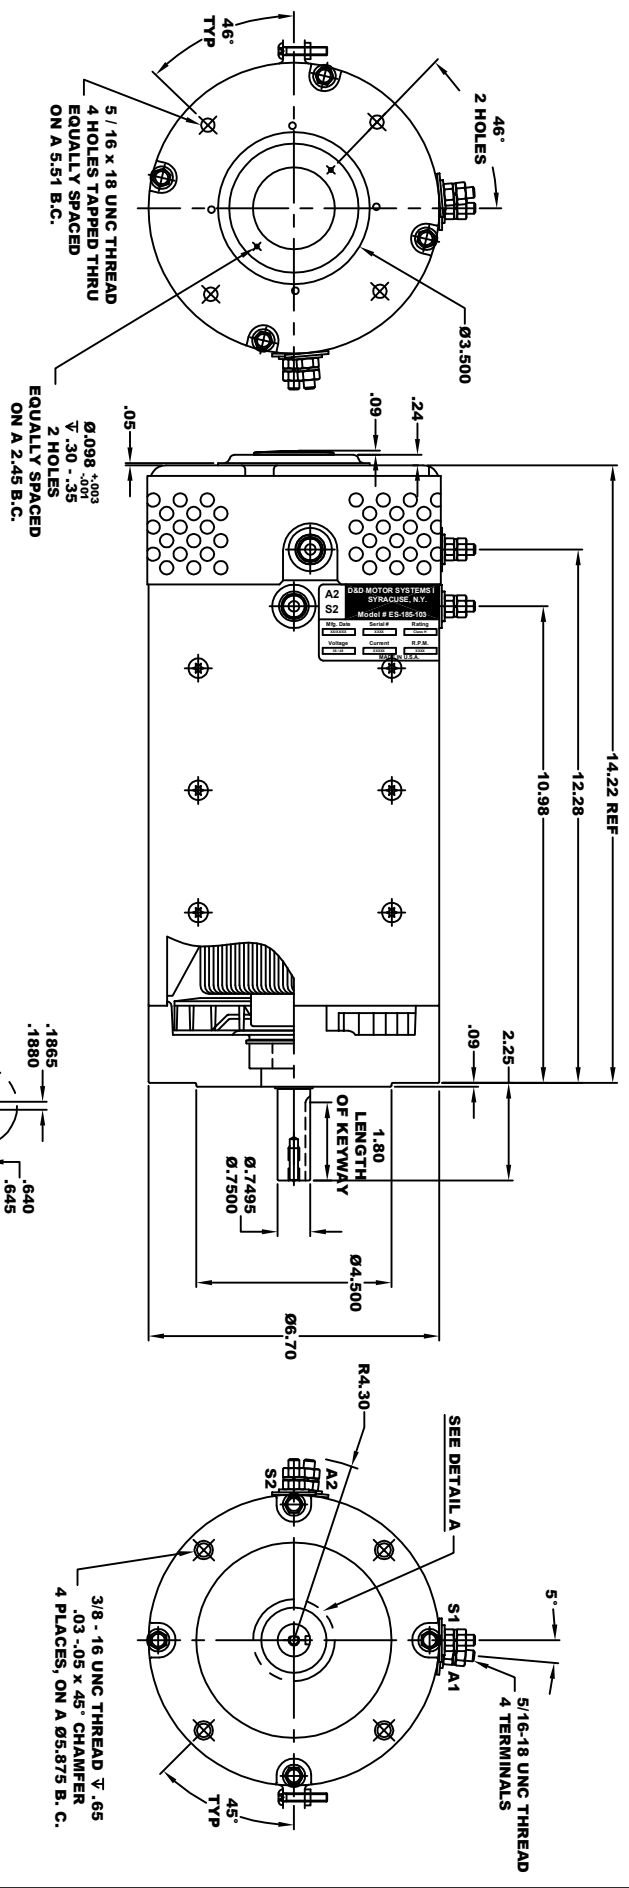 46°
TYP
46°
2 HOLES
5 / 16 x 18 UNC THREAD
4 HOLES TAPPED THRU
EQUALLY SPACED
ON A 5.51 B.C.
Ø3.500
Ø.098 +.003 -.001
↧ .30 - .35
2 HOLES
EQUALLY SPACED
ON A 2.45 B.C.
.05
.09
.24
14.22 REF
12.28
10.98
A2
S2
D&D MOTOR SYSTEMS I
SYRACUSE, N.Y.
Model # ES-185-103
Mfg. Date Serial # Rating
XXXXXX XXXX Class H
Voltage Current R.P.M.
XXXXX XXXX
MADE IN U.S.A.
.09
2.25
1.80
LENGTH
OF KEYWAY
Ø.7495
Ø.7500
Ø4.500
Ø6.70
.1865
.1880
.640
.645
R4.30
SEE DETAIL A
A2
S2
S1
A1
5°
5/16-18 UNC THREAD
4 TERMINALS
3/8 - 16 UNC THREAD ↧ .65
.03 -.05 x 45° CHAMFER
4 PLACES, ON A Ø5.875 B. C.
45°
TYP